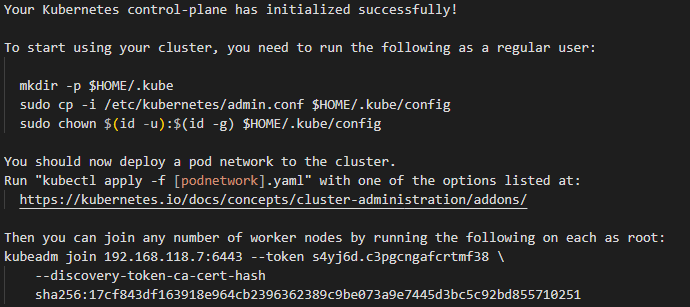 Your Kubernetes control-plane has initialized successfully!
To start using your cluster, you need to run the following as a regular user:
mkdir -p $HOME/.kube
sudo cp -i /etc/kubernetes/admin.conf $HOME/.kube/config
sudo chown $(id -u):$(id -g) $HOME/.kube/config
You should now deploy a pod network to the cluster.
Run "kubectl apply -f [podnetwork].yaml" with one of the options listed at:
https://kubernetes.io/docs/concepts/cluster-administration/addons/
Then you can join any number of worker nodes by running the following on each as root:
kubeadm join 192.168.118.7:6443 --token s4yj6d.c3pgcngafcrtmf38 \
--discovery-token-ca-cert-hash
sha256:17cf843df163918e964cb2396362389c9be073a9e7445d3bc5c92bd855710251